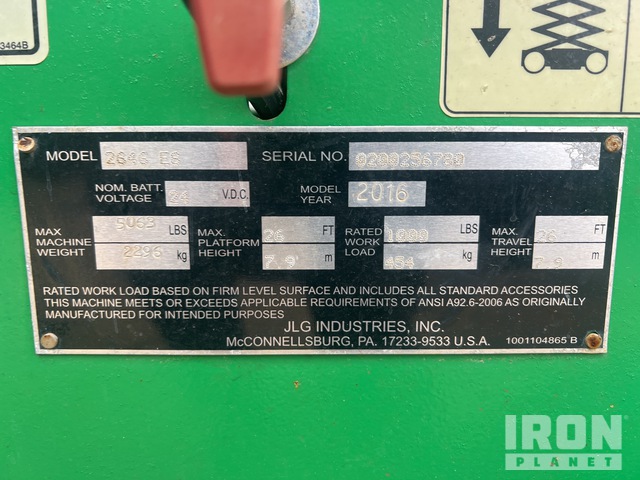 3464B
MODEL 2646 ES SERIAL NO. 0200256780
NOM. BATT. VOLTAGE 24 V.D.C. MODEL YEAR 2016
MAX MACHINE WEIGHT 5063 LBS 2296 kg
MAX. PLATFORM HEIGHT 26 FT 7.9 m
RATED WORK LOAD 1000 LBS 454 kg
MAX. TRAVEL HEIGHT 26 FT 7.9 m
RATED WORK LOAD BASED ON FIRM LEVEL SURFACE AND INCLUDES ALL STANDARD ACCESSORIES
THIS MACHINE MEETS OR EXCEEDS APPLICABLE REQUIREMENTS OF ANSI A92.6-2006 AS ORIGINALLY
MANUFACTURED FOR INTENDED PURPOSES
JLG INDUSTRIES, INC.
McCONNELLSBURG, PA. 17233-9533 U.S.A. 1001104865 B
IRON
PLANET